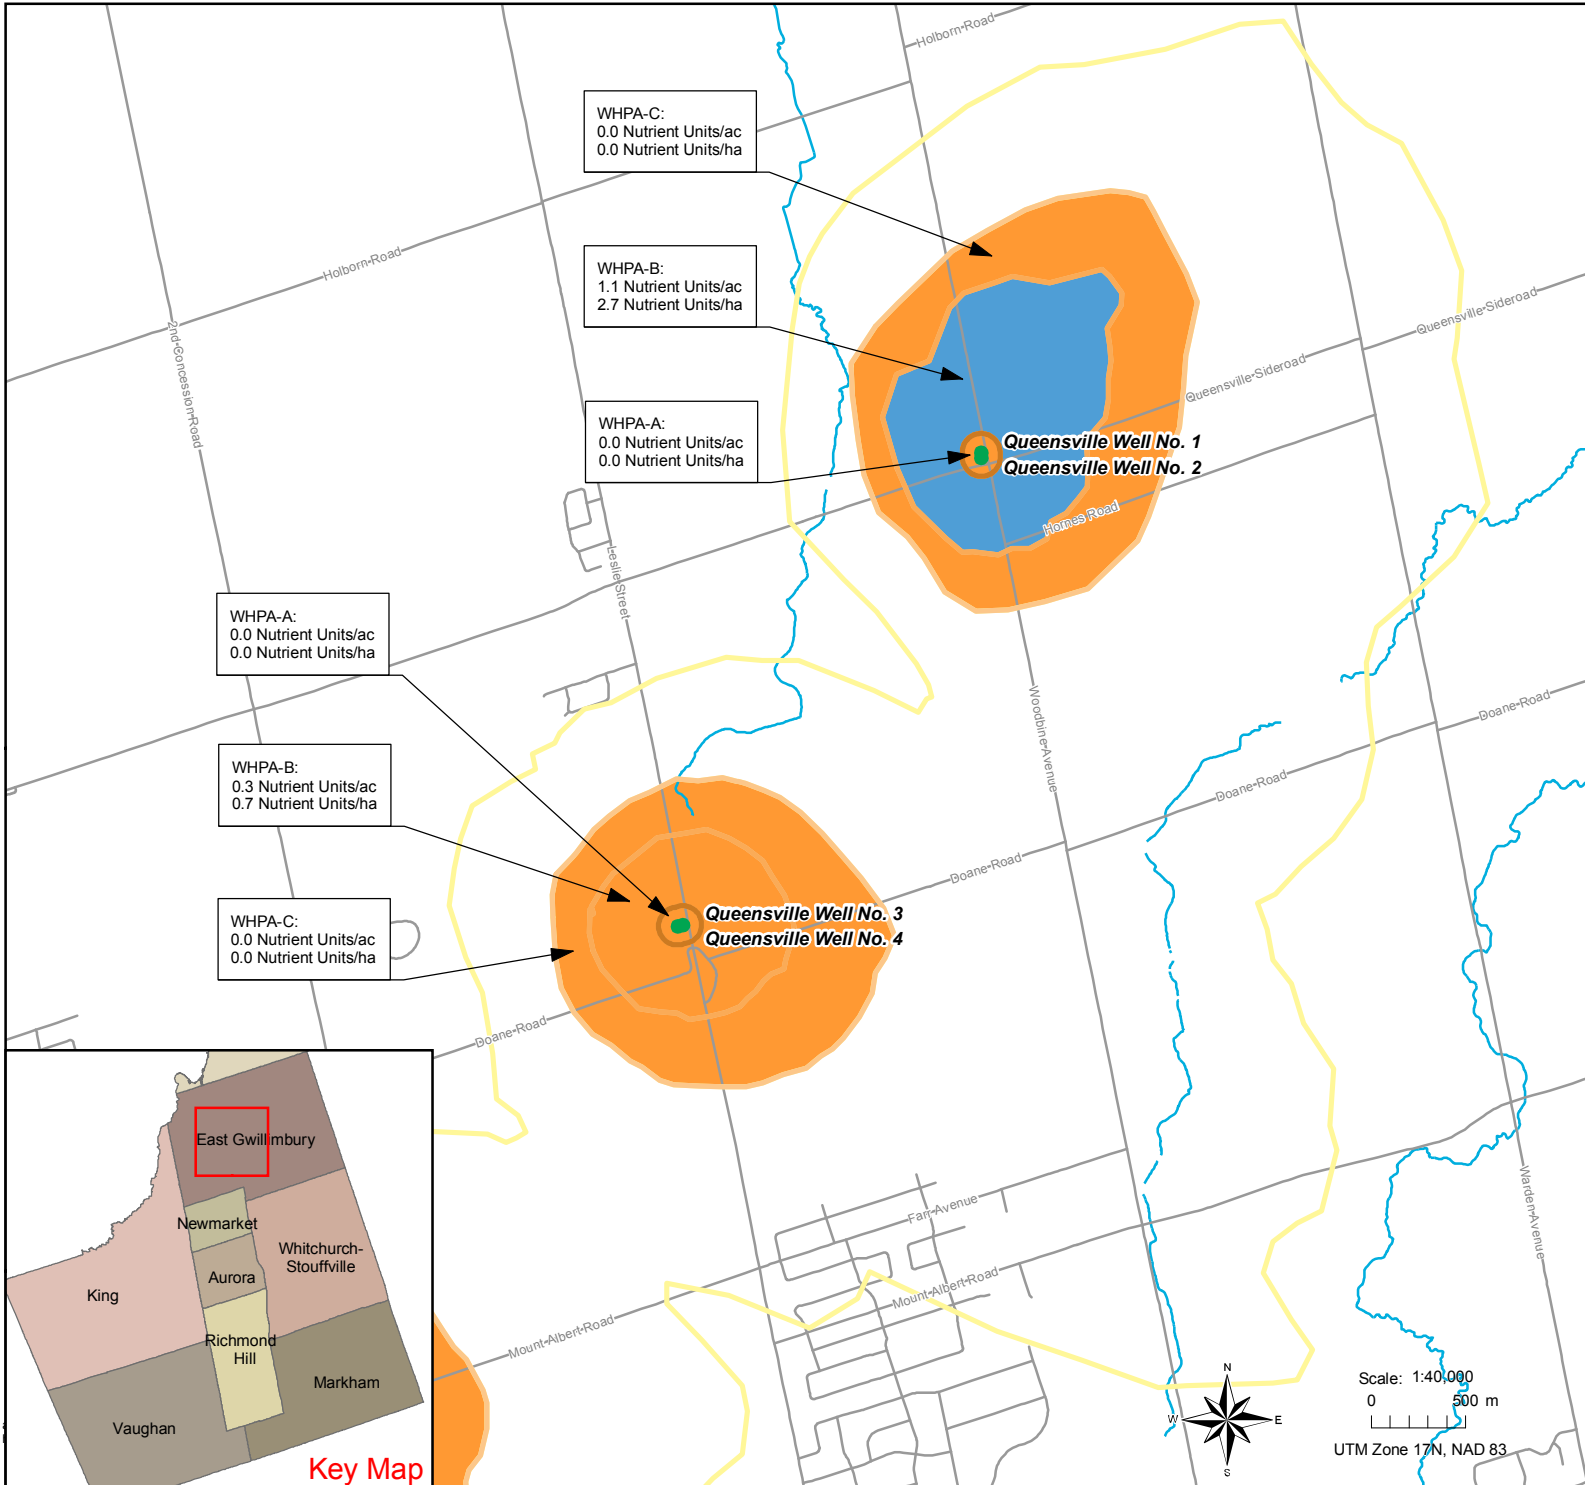 Holborn Road
WHPA-C:
0.0 Nutrient Units/ac
0.0 Nutrient Units/ha
Holborn Road
WHPA-B:
1.1 Nutrient Units/ac
2.7 Nutrient Units/ha
Queensville Sideroad
2nd Concession Road
Queensville Sideroad
WHPA-A:
0.0 Nutrient Units/ac
0.0 Nutrient Units/ha
Queensville Well No. 1
Queensville Well No. 2
Hornes Road
Leslie Street
WHPA-A:
0.0 Nutrient Units/ac
0.0 Nutrient Units/ha
Woodbine Avenue
Doane Road
WHPA-B:
0.3 Nutrient Units/ac
0.7 Nutrient Units/ha
Doane Road
Doane Road
WHPA-C:
0.0 Nutrient Units/ac
0.0 Nutrient Units/ha
Queensville Well No. 3
Queensville Well No. 4
Doane Road
East Gwillimbury
Newmarket
Whitchurch-
Stouffville
Aurora
King
Richmond
Hill
Markham
Vaughan
Key Map
Farr Avenue
Warden Avenue
Mount Albert Road
Mount Albert Road
N
W
E
S
Scale: 1:40,000
0 500 m
UTM Zone 17N, NAD 83